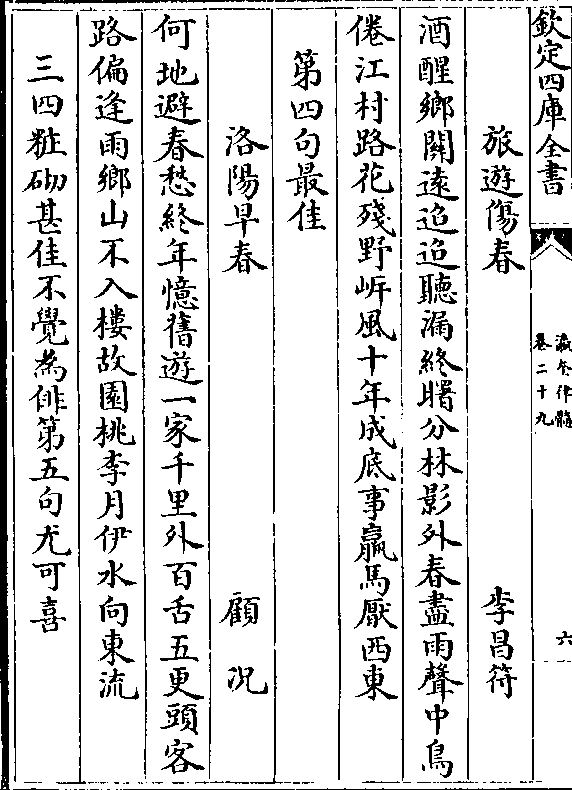 欽定四庫全書
瀛奎律髓
卷二十九
六
旅遊傷春 李昌符
酒醒鄉關遠迢迢聽漏終曙分林影外春盡雨聲中鳥
倦江村路花殘野岸風十年成底事羸馬厭西東
第四句最佳
洛陽早春 顧况
何地避春愁終年憶舊遊一家千里外百舌五更頭客
路偏逢雨鄉山不入樓故園桃李月伊水向東流
三四粧砌甚佳不覺為俳第五句尤可喜